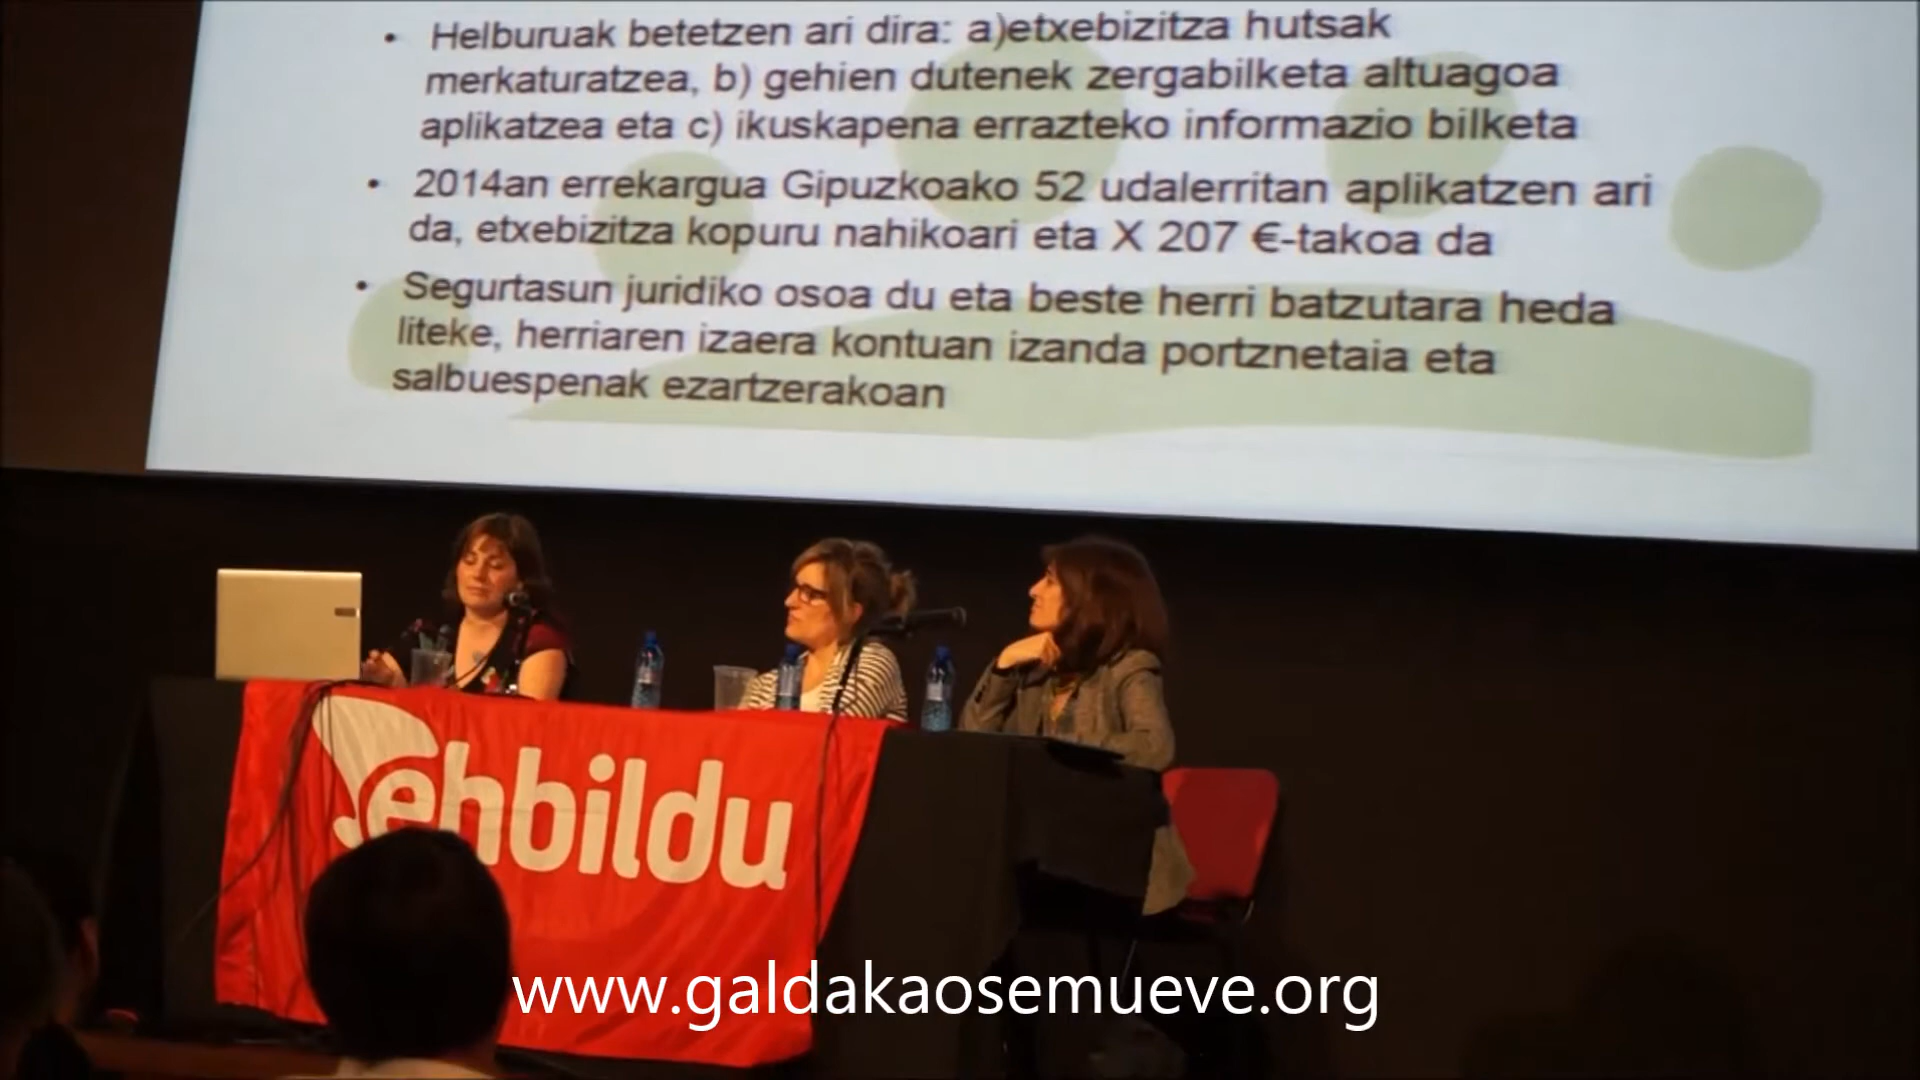 • Helburuak betetzen ari dira: a)etxebizitza hutsak
merkaturatzea, b) gehien dutenek zergabilketa altuagoa
aplikatzea eta c) ikuskapena errazteko informazio bilketa
• 2014an errekargua Gipuzkoako 52 udalerritan aplikatzen ari
da, etxebizitza kopuru nahikoari eta X 207 €-takoa da
• Segurtasun juridiko osoa du eta beste herri batzutara heda
liteke, herriaren izaera kontuan izanda portznetaia eta
salbuespenak ezartzerakoan
ehbildu
www.galdakaosemueve.org